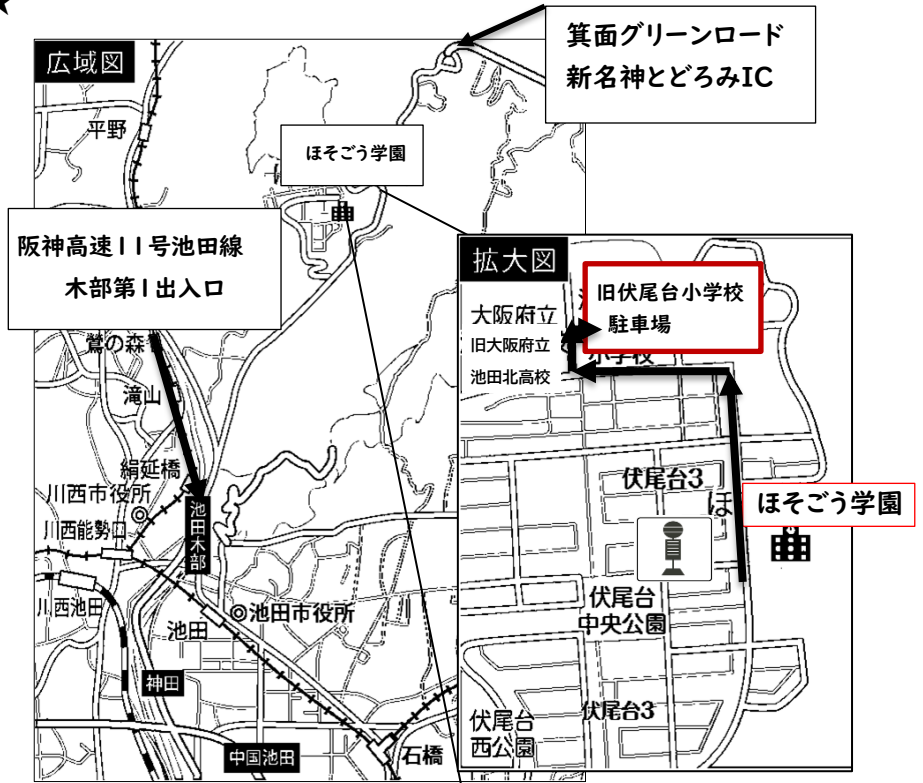 ★
箕面グリーンロード
新名神とどろみIC
広域図
平野
ほそごう学園
阪神高速11号池田線
木部第1出入口
鶯の森
滝山
絹延橋
川西市役所
川西能勢口
池田木部
川西池田
池田市役所
池田
神田
中国池田
石橋
拡大図
旧伏尾台小学校
駐車場
大阪府立
旧大阪府立
池田北高校
小学校
伏尾台3
ほ
ほそごう学園
伏尾台
中央公園
伏尾台
西公園
伏尾台3